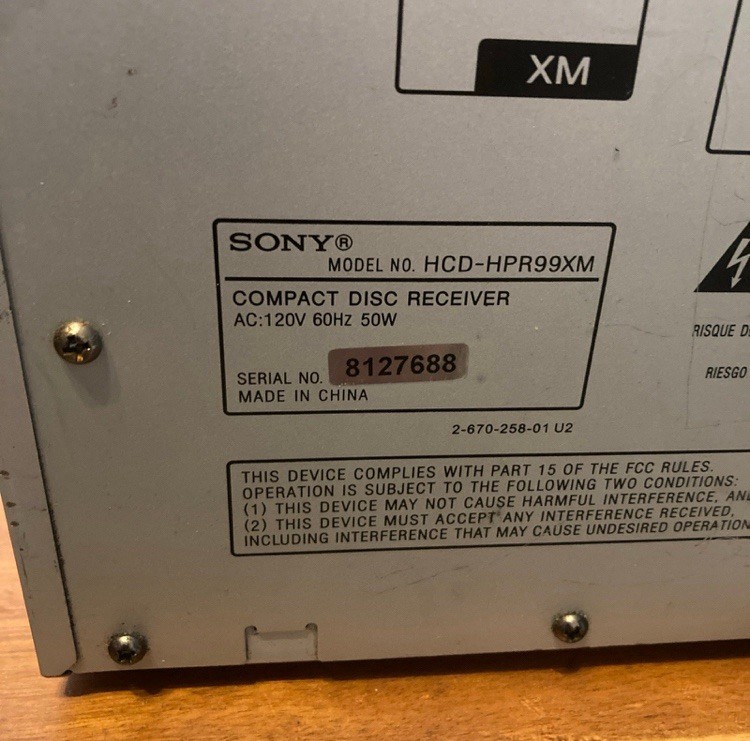 XM
SONY®
MODEL NO. HCD-HPR99XM
COMPACT DISC RECEIVER
AC:120V 60Hz 50W
SERIAL NO. 8127688
MADE IN CHINA
2-670-258-01 U2
RISQUE
RIESGO
THIS DEVICE COMPLIES WITH PART 15 OF THE FCC RULES.
OPERATION IS SUBJECT TO THE FOLLOWING TWO CONDITIONS:
(1) THIS DEVICE MAY NOT CAUSE HARMFUL INTERFERENCE, AND
(2) THIS DEVICE MUST ACCEPT ANY INTERFERENCE RECEIVED,
INCLUDING INTERFERENCE THAT MAY CAUSE UNDESIRED OPERATION